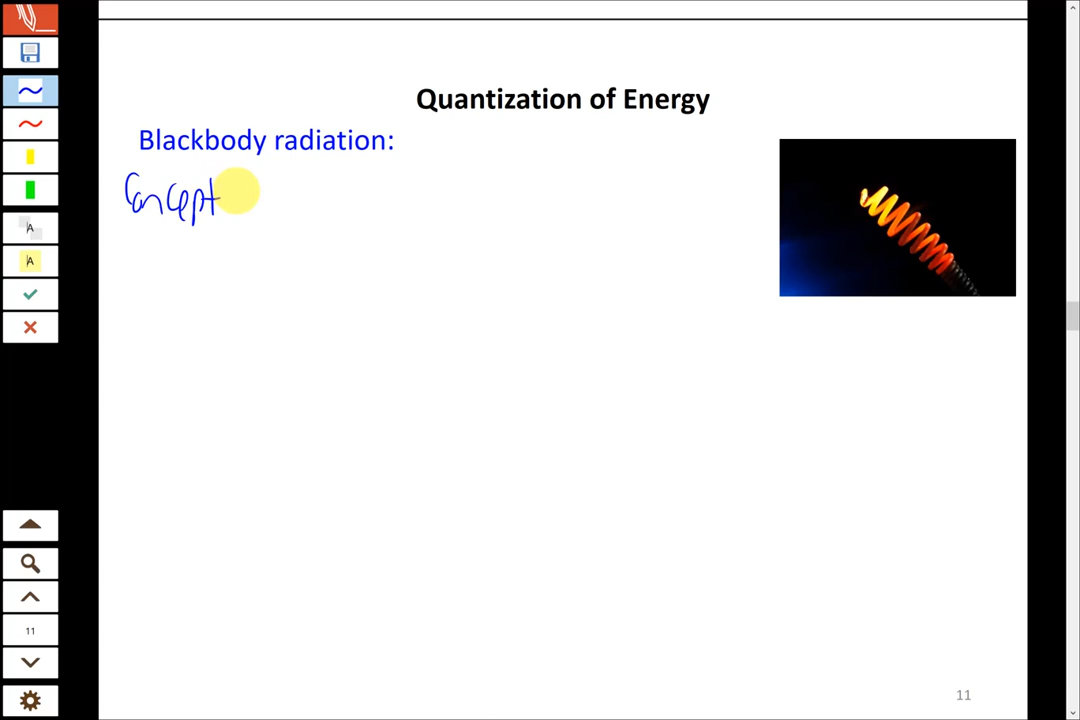 Quantization of Energy
Blackbody radiation:
Concept
A
A
11
11